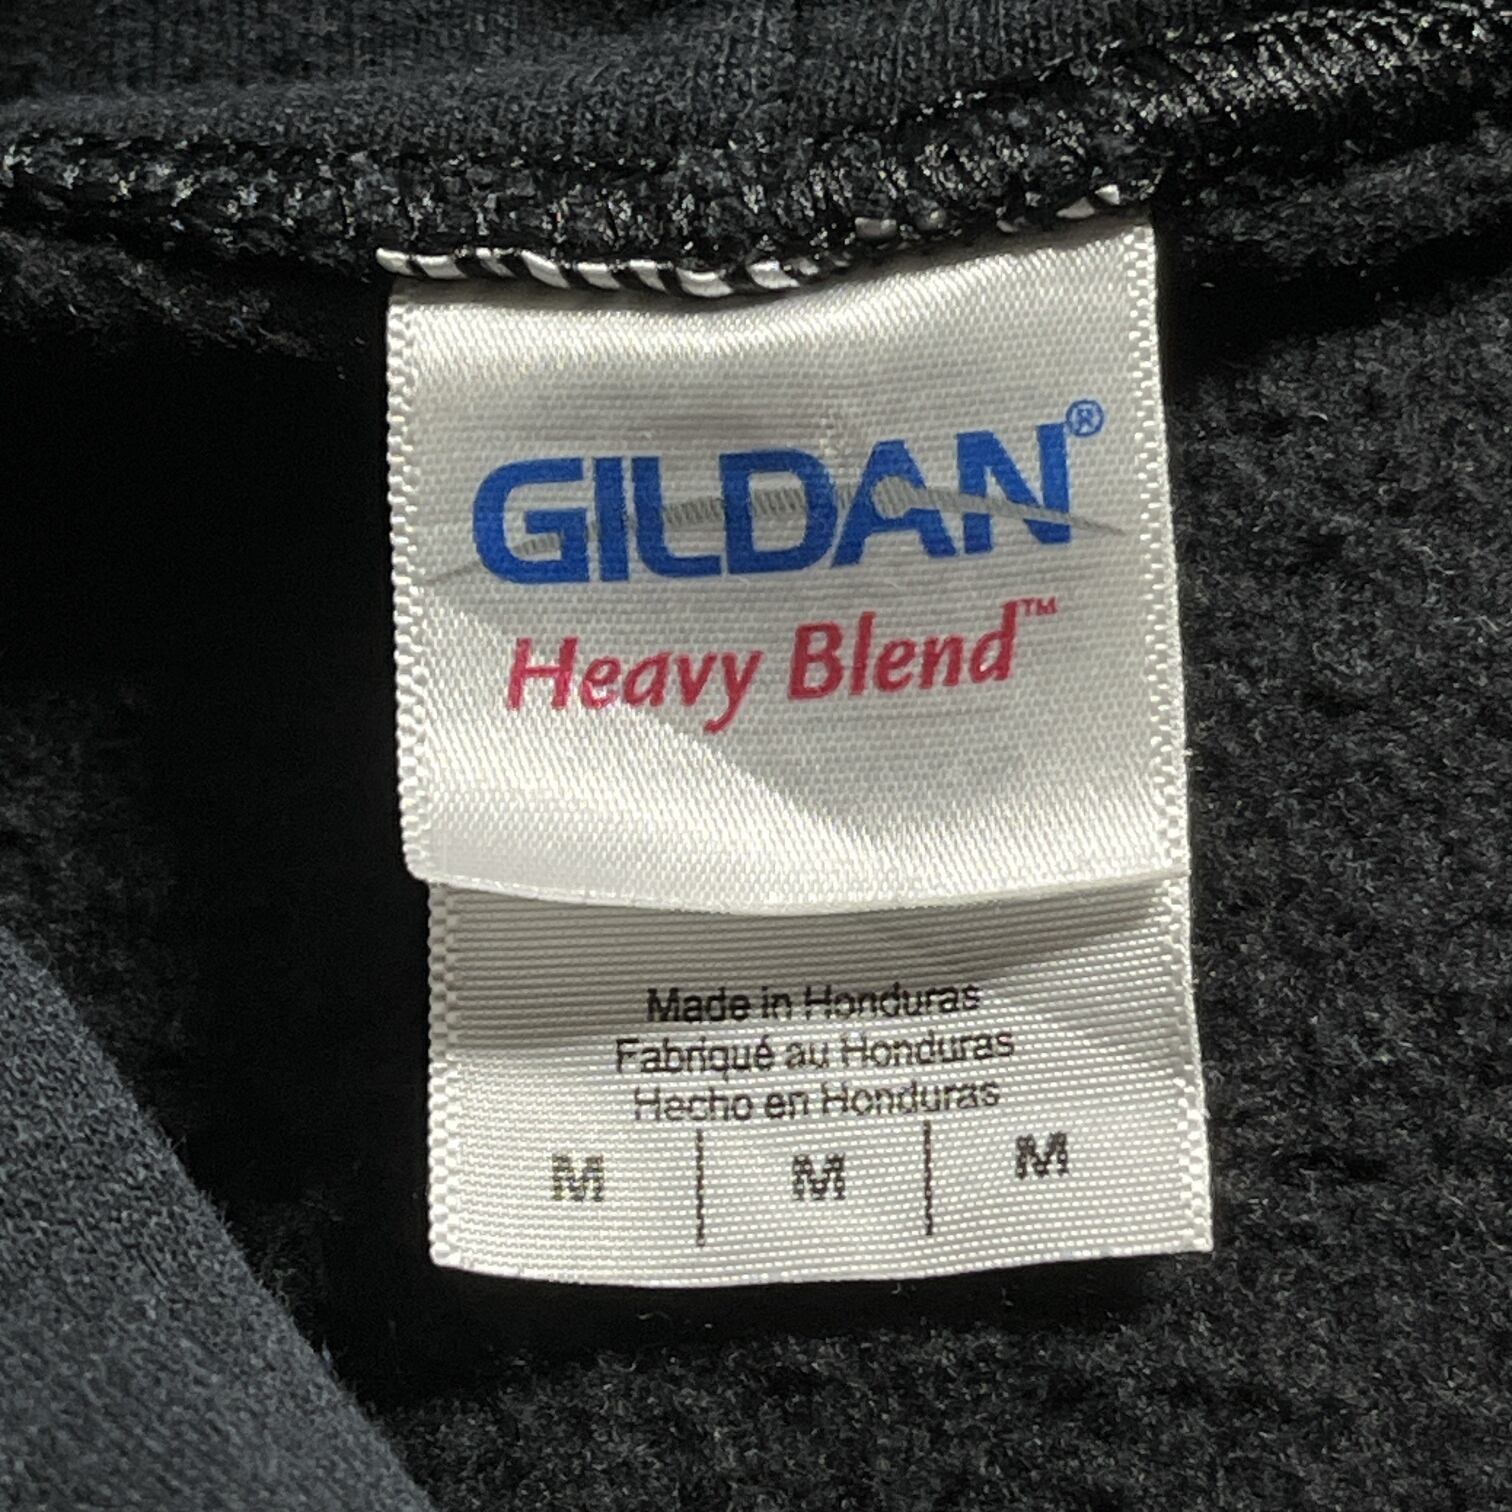 GILDAN®
Heavy Blend™
Made in Honduras
Fabriqué au Honduras
Hecho en Honduras
M | M | M